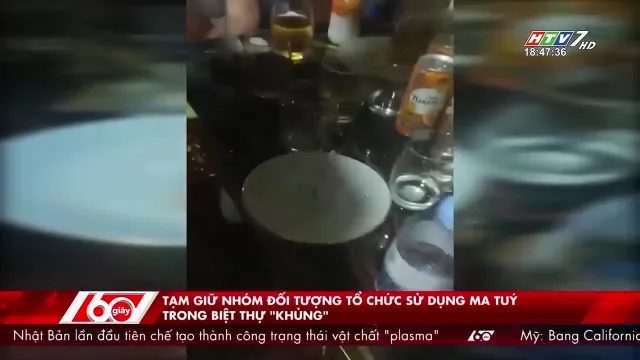 HTV7 HD
18:47:36
60 giây
TẠM GIỮ NHÓM ĐỐI TƯỢNG TỔ CHỨC SỬ DỤNG MA TUÝ
TRONG BIỆT THỰ "KHỦNG"
Nhật Bản lần đầu tiên chế tạo thành công trạng thái vật chất "plasma"
Mỹ: Bang California